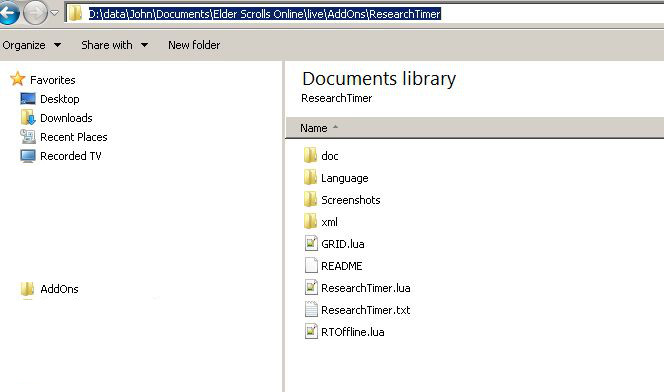 D:\data\John\Documents\Elder Scrolls Online\live\AddOns\ResearchTimer
Organize Share with New folder
Favorites
Desktop
Downloads
Recent Places
Recorded TV
AddOns
Documents library
ResearchTimer
Name
doc
Language
Screenshots
xml
GRID.lua
README
ResearchTimer.lua
ResearchTimer.txt
RTOffline.lua